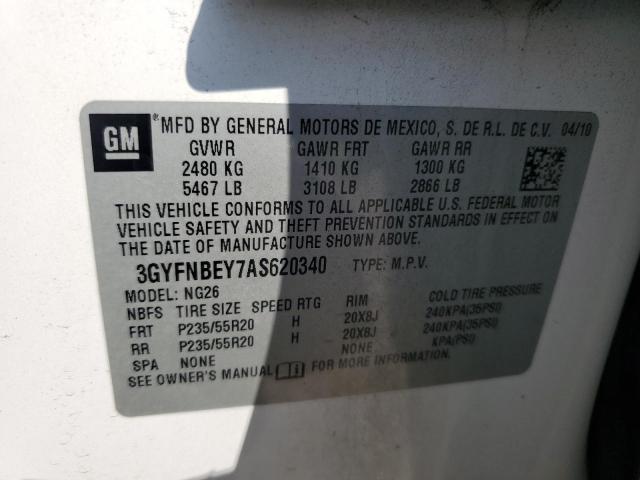 GM
®MFD BY GENERAL MOTORS DE MEXICO, S. DE R.L. DE C.V. 04/10
GVWR GAWR FRT GAWR RR
2480 KG 1410 KG 1300 KG
5467 LB 3108 LB 2866 LB
THIS VEHICLE CONFORMS TO ALL APPLICABLE U.S. FEDERAL MOTOR
VEHICLE SAFETY AND THEFT PREVENTION STANDARDS IN EFFECT ON
THE DATE OF MANUFACTURE SHOWN ABOVE.
3GYFNBEY7AS620340 TYPE: M.P.V.
MODEL: NG26
NBFS TIRE SIZE SPEED RTG RIM COLD TIRE PRESSURE
FRT P235/55R20 H 20X8J 240KPA(35PSI)
RR P235/55R20 H 20X8J 240KPA(35PSI)
SPA NONE NONE KPA(PSI)
SEE OWNER'S MANUAL FOR MORE INFORMATION.